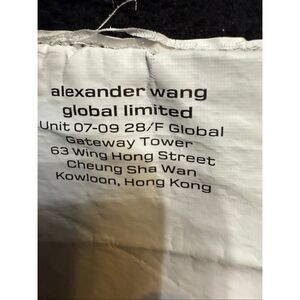 alexander wang
global limited
Unit 07-09 28/F Global
Gateway Tower
63 Wing Hong Street
Cheung Sha Wan
Kowloon, Hong Kong